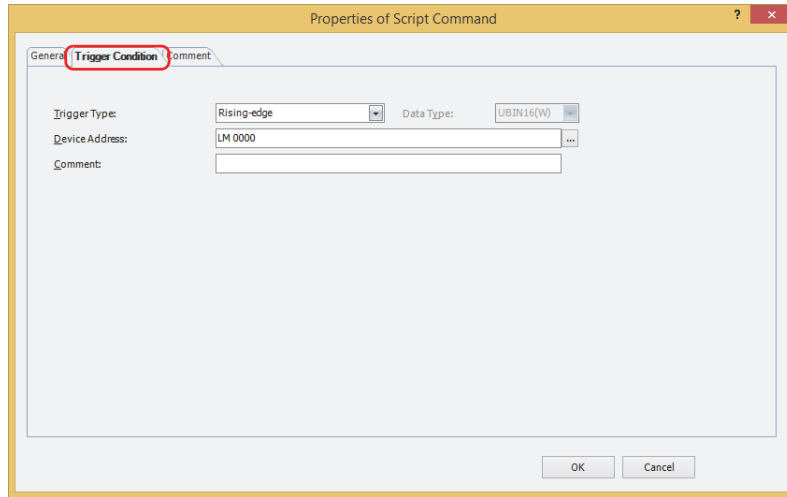 Properties of Script Command ? ×
General Trigger Condition Comment
Trigger Type: Rising-edge Data Type: UBIN16(W)
Device Address: LM 0000 ...
Comment:
OK Cancel